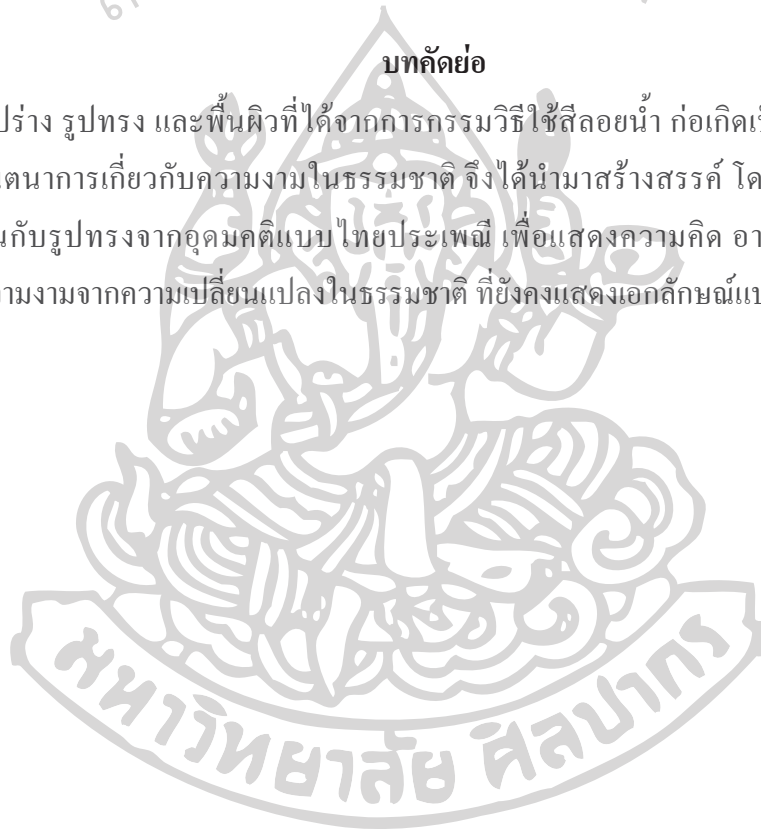 บทคัดย่อ
ปร่าง รูปทรง และพื้นผิวที่ได้จากการกรรมวิธีใช้สีลอยน้ำ ก่อเกิดเป็
ตนาการเกี่ยวกับความงามในธรรมชาติ จึงได้นำมาสร้างสรรค์ โด
นกับรูปทรงจากอุดมคติแบบไทยประเพณี เพื่อแสดงความคิด อา
ามงามจากความเปลี่ยนแปลงในธรรมชาติ ที่ยังคงแสดงเอกลักษณ์แบ
มหาวิทยาลัย ศิลปากร